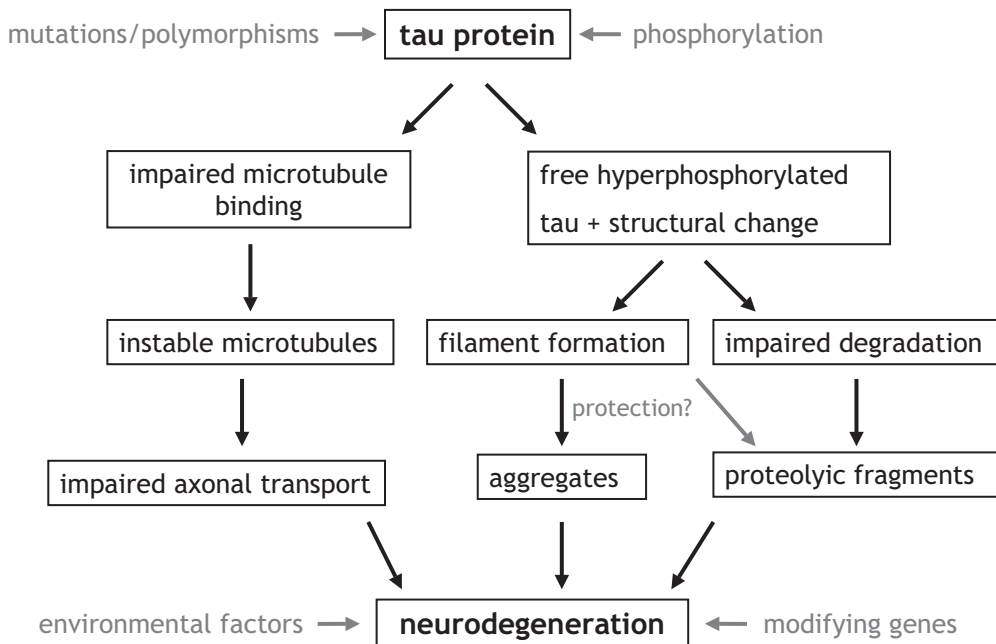 mutations/polymorphisms
tau protein
phosphorylation
impaired microtubule
binding
free hyperphosphorylated
tau + structural change
instable microtubules
filament formation
impaired degradation
protection?
impaired axonal transport
aggregates
proteolyic fragments
environmental factors
neurodegeneration
modifying genes